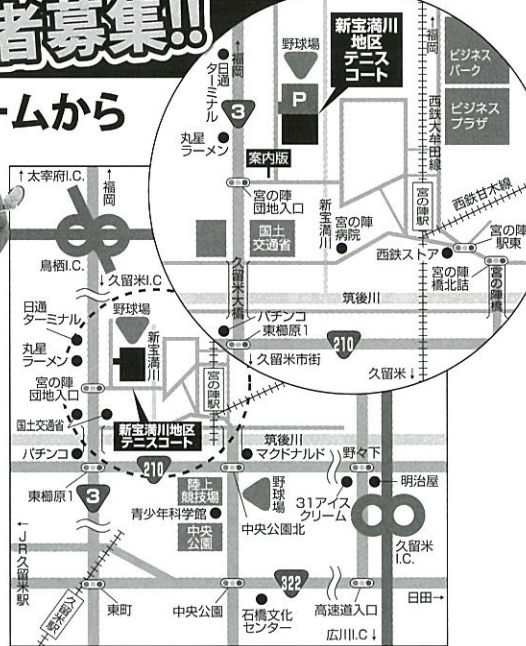 者募集!!
ームから
↑福岡
日通
ターミナル
野球場
新宝満川
地区
テニス
コート
P
3
丸星
ラーメン
案内版
宮の陣
団地入口
国土
交通省
久留米大橋
新宝満川
宮の陣
病院
↑福岡
西鉄大牟田線
ビジネス
パーク
ビジネス
プラザ
宮の陣駅
西鉄甘木線
西鉄ストア
宮の陣
駅東
宮の陣
橋北詰
宮の陣橋
筑後川
パチンコ
東櫛原1
210
↓久留米市街
久留米↓
↑太宰府I.C.
↑福岡
鳥栖I.C.
↓久留米I.C
日通
ターミナル
野球場
丸星
ラーメン
新宝満川
宮の陣
団地入口
宮の陣駅
国土交通省
新宝満川地区
テニスコート
パチンコ
210
筑後川
マクドナルド
野々下
東櫛原1
3
陸上
競技場
野球場
青少年科学館
中央
公園
中央公園北
31アイス
クリーム
明治屋
久留米
I.C.
←JR久留米駅
久留米駅
東町
中央公園
322
石橋文化
センター
高速道入口
日田→
広川I.C↓